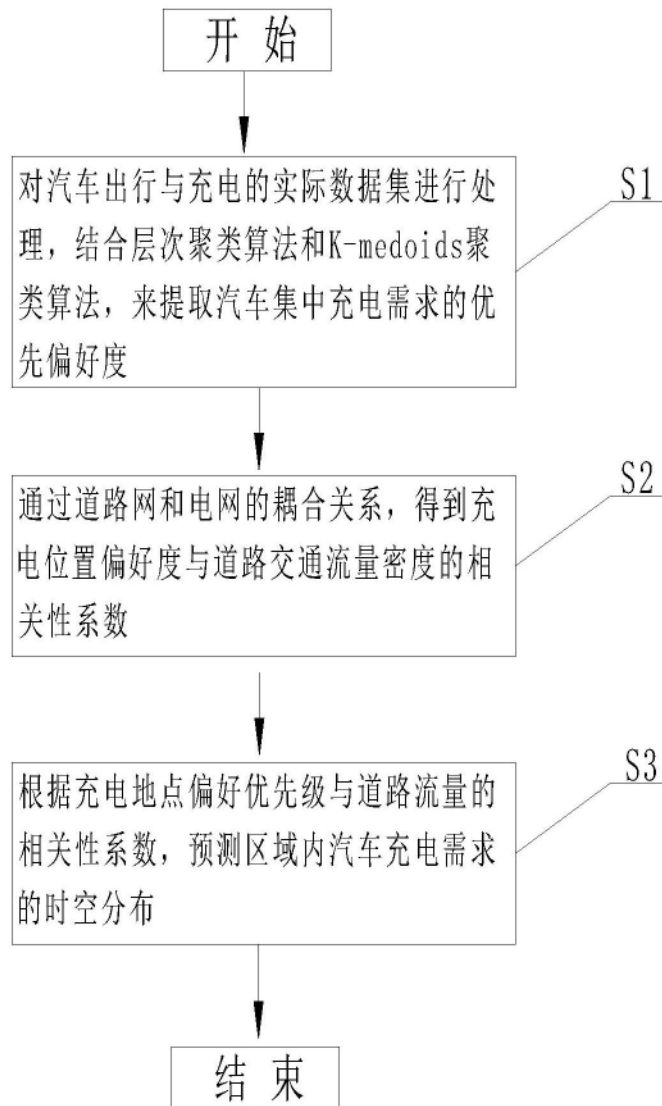 开 始
对汽车出行与充电的实际数据集进行处
理，结合层次聚类算法和K-medoids聚
类算法，来提取汽车集中充电需求的优
先偏好度
S1
通过道路网和电网的耦合关系，得到充
电位置偏好度与道路交通流量密度的相
关性系数
S2
根据充电地点偏好优先级与道路流量的
相关性系数，预测区域内汽车充电需求
的时空分布
S3
结 束